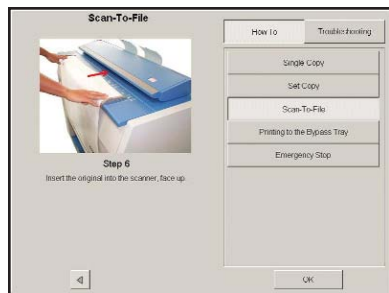 Scan-To-File
How To
Troubleshooting
Single Copy
Set Copy
Scan-To-File
Printing to the Bypass Tray
Emergency Stop
Step 6
Insert the original into the scanner, face up.
OK